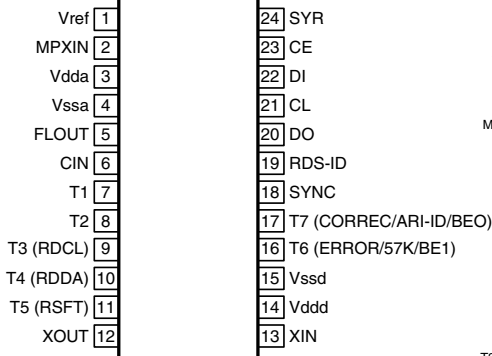 Vref 1
MPXIN 2
Vdda 3
Vssa 4
FLOUT 5
CIN 6
T1 7
T2 8
T3 (RDCL) 9
T4 (RDDA) 10
T5 (RSFT) 11
XOUT 12
24 SYR
23 CE
22 DI
21 CL
20 DO
19 RDS-ID
18 SYNC
17 T7 (CORREC/ARI-ID/BEO)
16 T6 (ERROR/57K/BE1)
15 Vssd
14 Vddd
13 XIN
M